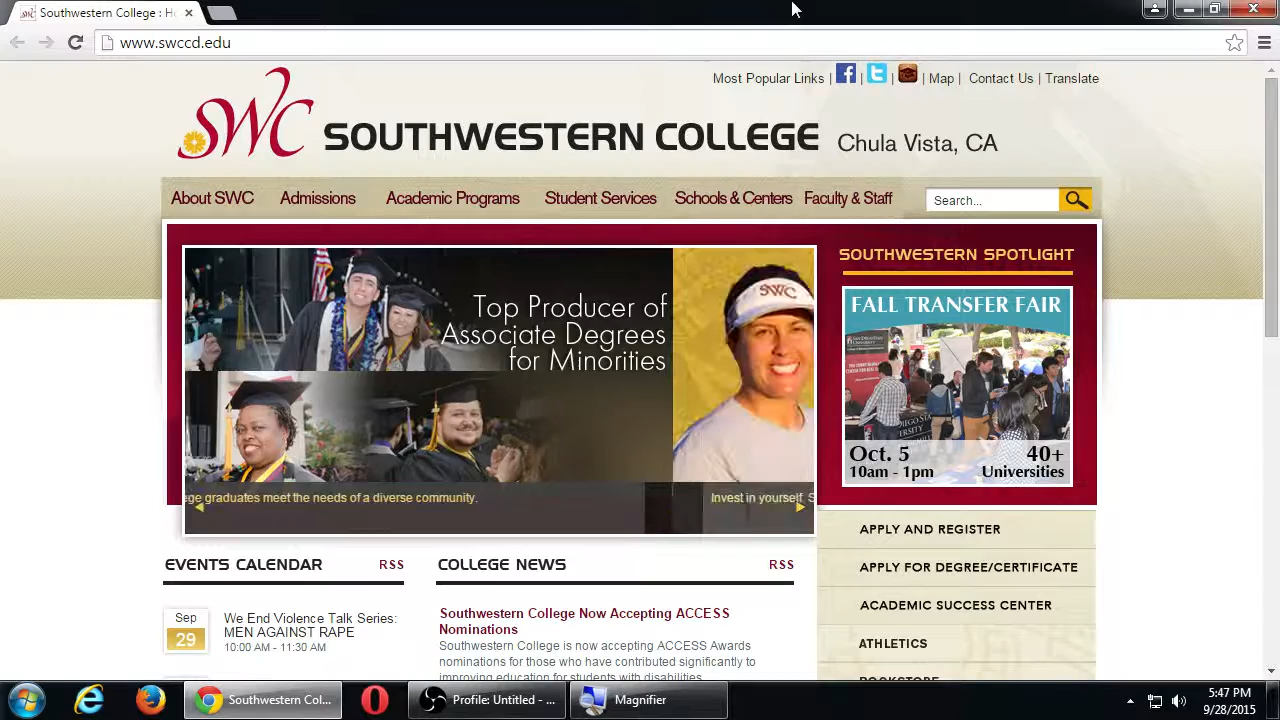 Southwestern College : Ho
www.swccd.edu
Most Popular Links | | | | Map | Contact Us | Translate
SWC SOUTHWESTERN COLLEGE Chula Vista, CA
About SWC Admissions Academic Programs Student Services Schools & Centers Faculty & Staff Search...
SOUTHWESTERN SPOTLIGHT
Top Producer of
Associate Degrees
for Minorities
SWC
FALL TRANSFER FAIR
Oct. 5 40+
10am - 1pm Universities
ege graduates meet the needs of a diverse community. Invest in yourself. S
APPLY AND REGISTER
APPLY FOR DEGREE/CERTIFICATE
ACADEMIC SUCCESS CENTER
ATHLETICS
BOOKSTORE
EVENTS CALENDAR RSS
Sep
29
We End Violence Talk Series:
MEN AGAINST RAPE
10:00 AM - 11:30 AM
COLLEGE NEWS RSS
Southwestern College Now Accepting ACCESS
Nominations
Southwestern College is now accepting ACCESS Awards
nominations for those who have contributed significantly to
improving education for students with disabilities.
Southwestern Col... Profile: Untitled - ... Magnifier
5:47 PM
9/28/2015